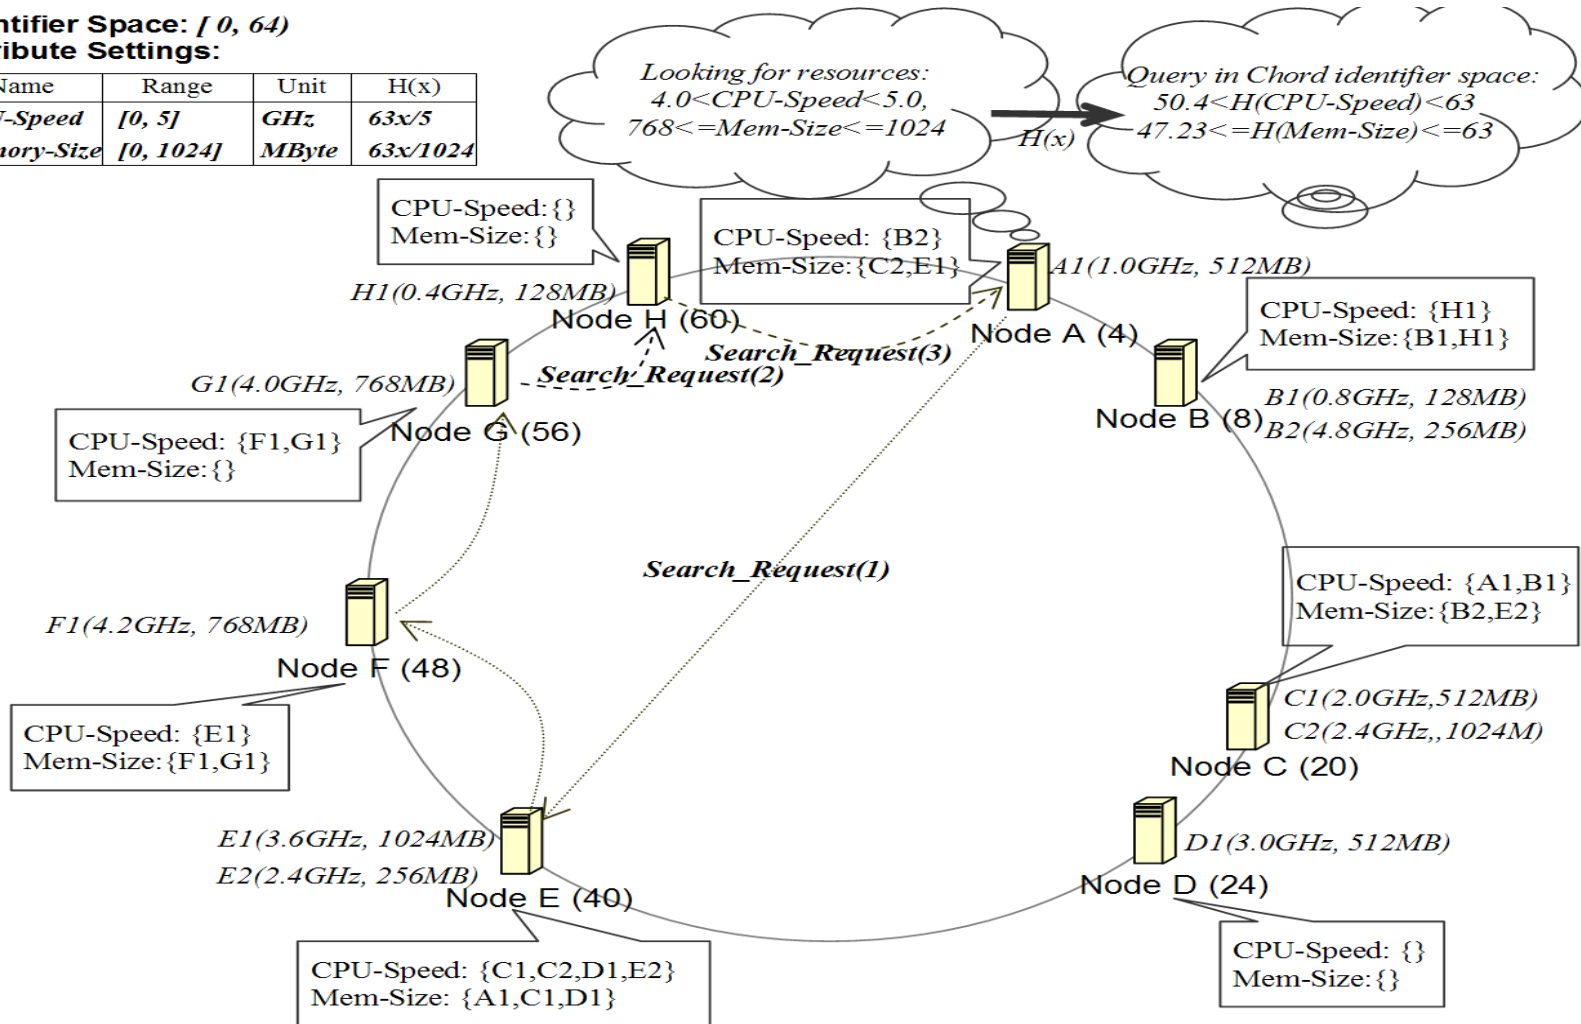 ntifier Space: [ 0, 64)
ribute Settings:
Name Range Unit H(x)
U-Speed [0, 5] GHz 63x/5
mory-Size [0, 1024] MByte 63x/1024
Looking for resources:
4.0<CPU-Speed<5.0,
768<=Mem-Size<=1024
H(x)
Query in Chord identifier space:
50.4<H(CPU-Speed)<63
47.23<=H(Mem-Size)<=63
CPU-Speed:{}
Mem-Size:{}
H1(0.4GHz, 128MB)
Node H (60)
CPU-Speed: {B2}
Mem-Size:{C2,E1}
A1(1.0GHz, 512MB)
Node A (4)
CPU-Speed: {H1}
Mem-Size:{B1,H1}
Node B (8)
B1(0.8GHz, 128MB)
B2(4.8GHz, 256MB)
Search_Request(3)
Search_Request(2)
G1(4.0GHz, 768MB)
Node G (56)
CPU-Speed: {F1,G1}
Mem-Size:{}
Search_Request(1)
CPU-Speed: {A1,B1}
Mem-Size:{B2,E2}
F1(4.2GHz, 768MB)
Node F (48)
CPU-Speed: {E1}
Mem-Size:{F1,G1}
C1(2.0GHz,512MB)
C2(2.4GHz,,1024M)
Node C (20)
E1(3.6GHz, 1024MB)
E2(2.4GHz, 256MB)
Node E (40)
D1(3.0GHz, 512MB)
Node D (24)
CPU-Speed: {C1,C2,D1,E2}
Mem-Size: {A1,C1,D1}
CPU-Speed: {}
Mem-Size:{}